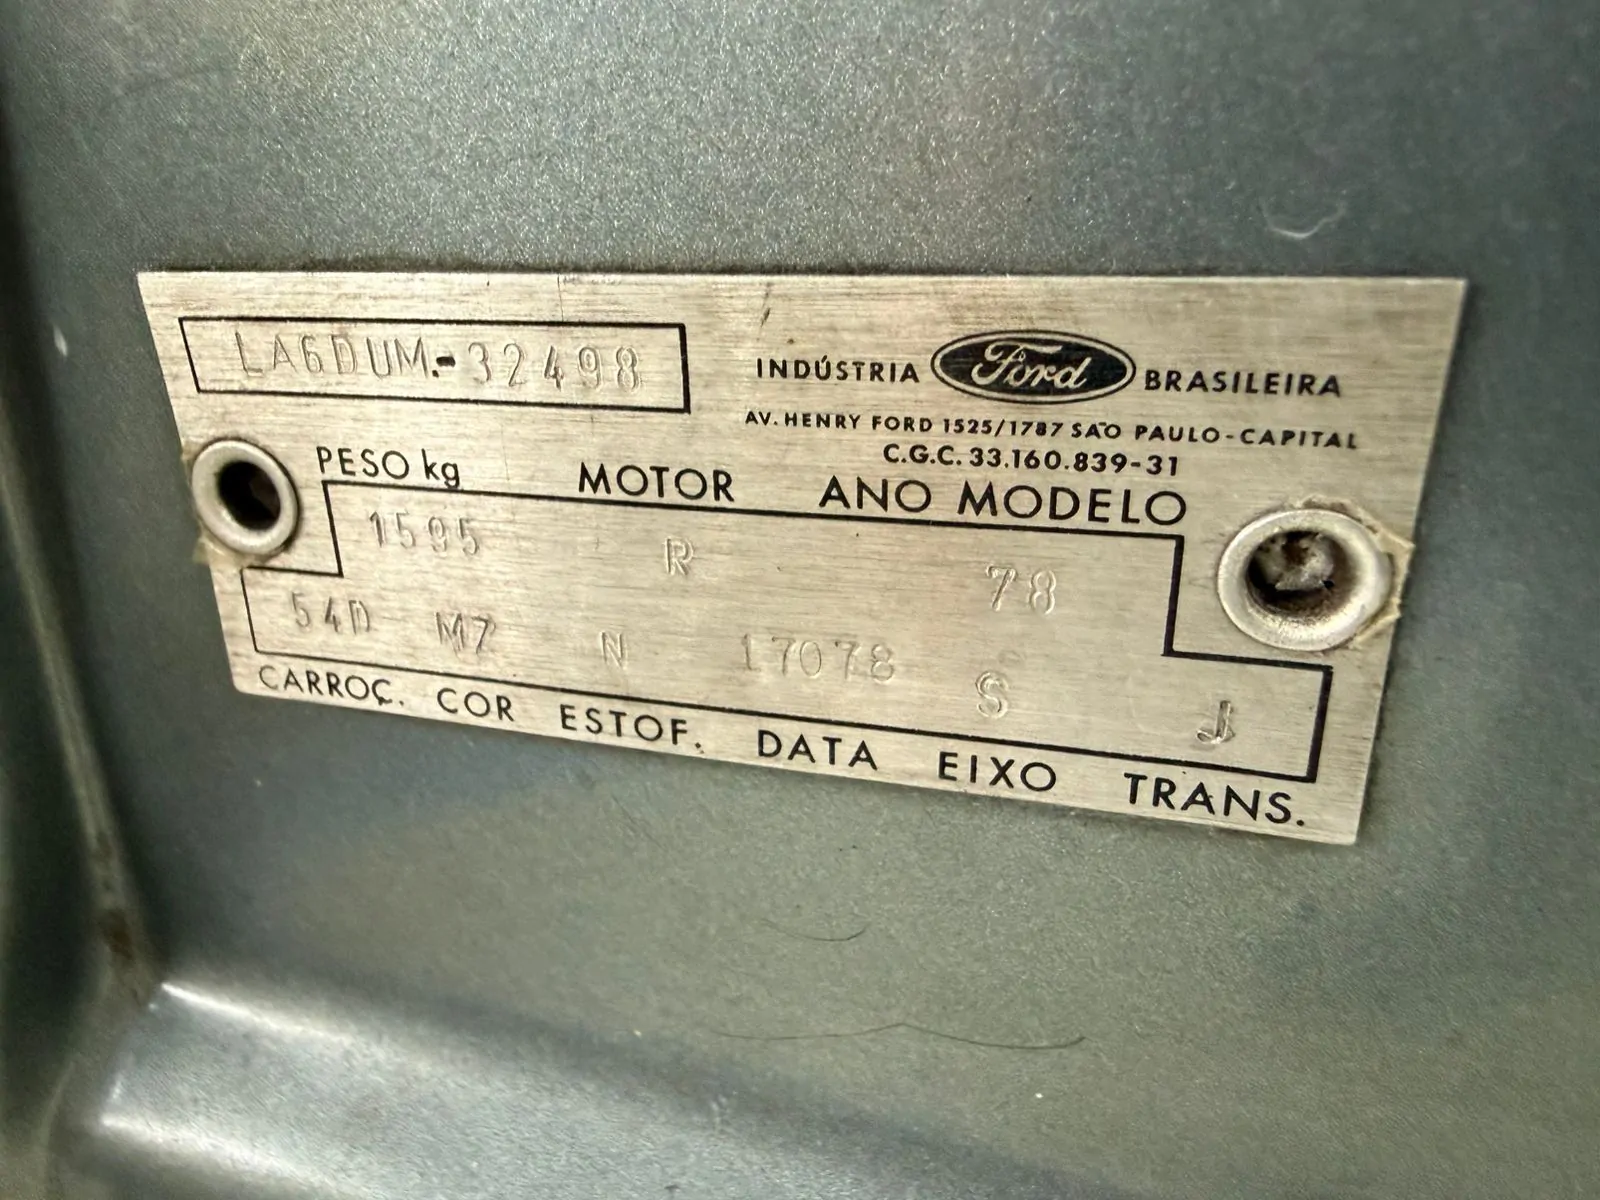 LA6DUM.-32498
INDÚSTRIA Ford BRASILEIRA
AV. HENRY FORD 1525/1787 SÃO PAULO-CAPITAL
C.G.C. 33.160.839-31
PESO kg MOTOR ANO MODELO
1595 R 78
54D M7 N 17078 S J
CARROÇ. COR ESTOF. DATA EIXO TRANS.